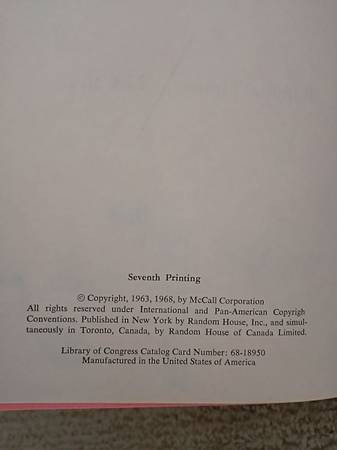 Seventh Printing
© Copyright, 1963, 1968, by McCall Corporation
All rights reserved under International and Pan-American Copyrigh
Conventions. Published in New York by Random House, Inc., and simul-
taneously in Toronto, Canada, by Random House of Canada Limited.
Library of Congress Catalog Card Number: 68-18950
Manufactured in the United States of America